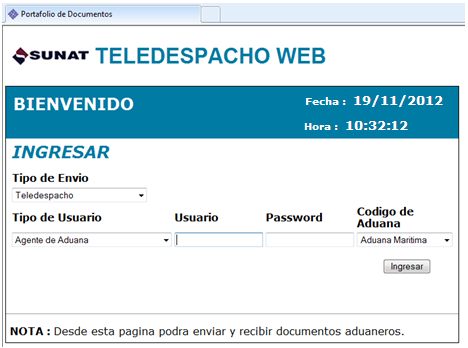 Portafolio de Documentos
SUNAT TELEDESPACHO WEB
BIENVENIDO
Fecha : 19/11/2012
Hora : 10:32:12
INGRESAR
Tipo de Envio
Teledespacho
Tipo de Usuario Usuario Password Codigo de Aduana
Agente de Aduana Aduana Maritima
Ingresar
NOTA : Desde esta pagina podra enviar y recibir documentos aduaneros.